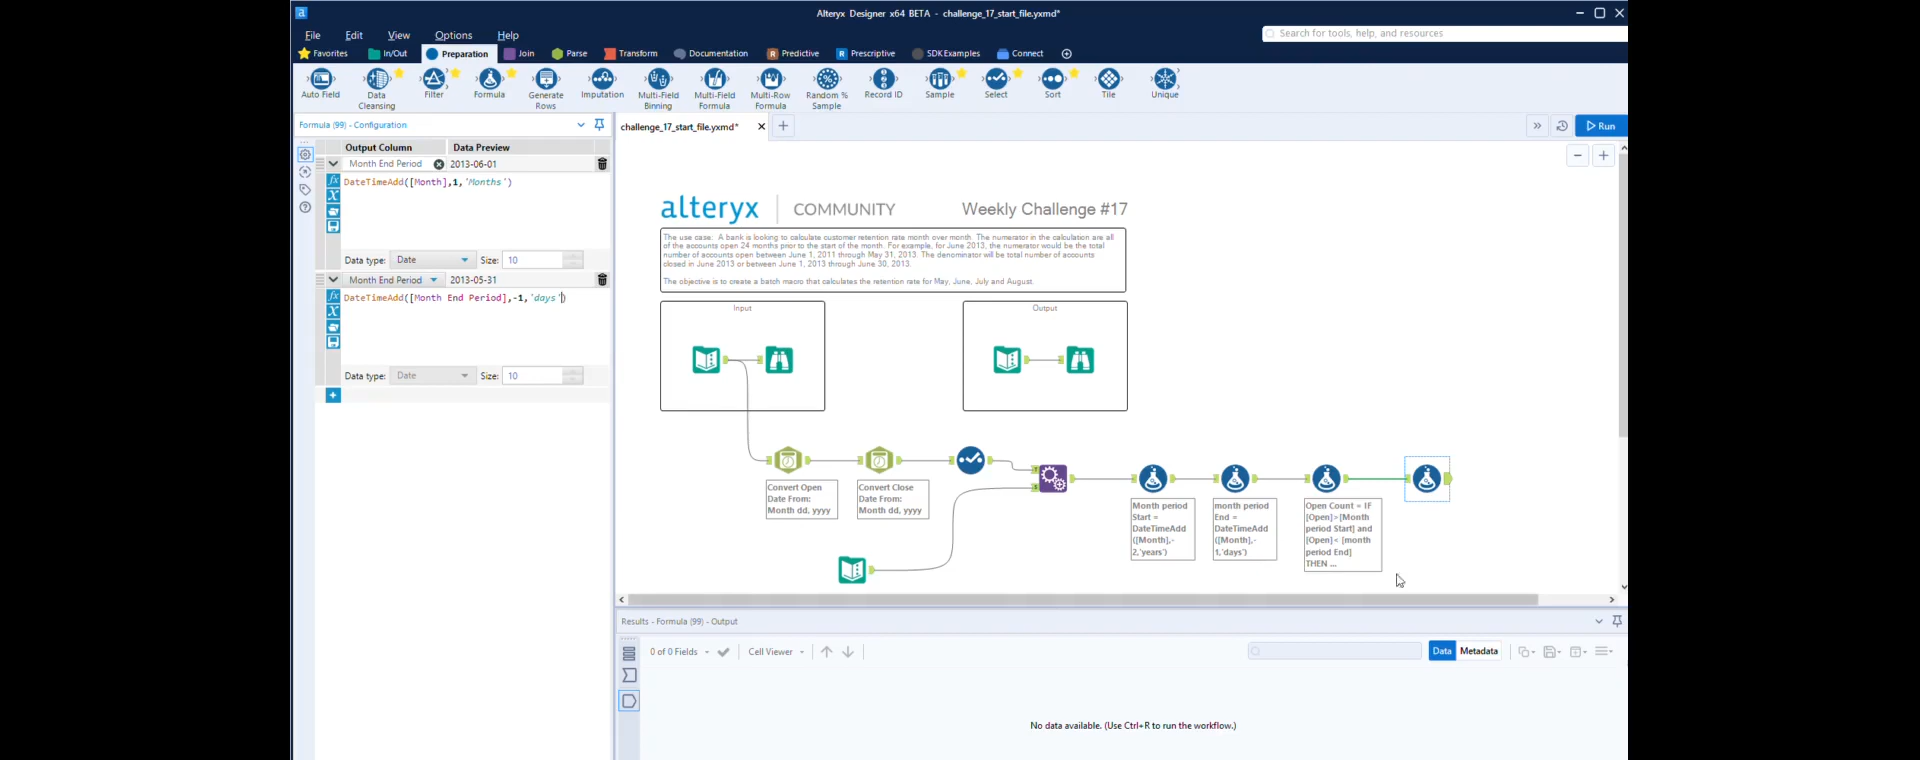 Alteryx Designer x64 BETA - challenge_17_start_file.yxmd*
File Edit View Options Help
Search for tools, help, and resources
Favorites In/Out Preparation Join Parse Transform Documentation Predictive Prescriptive SDKExamples Connect
Auto Field
Data
Cleansing
Filter
Formula
Generate
Rows
Imputation
Multi-Field
Binning
Multi-Field
Formula
Multi-Row
Formula
Random %
Sample
Record ID
Sample
Select
Sort
Tile
Unique
Formula (99) - Configuration
challenge_17_start_file.yxmd*
Run
Output Column Data Preview
Month End Period 2013-06-01
DateTimeAdd([Month],1,'Months')
Data type: Date Size: 10
Month End Period 2013-05-31
DateTimeAdd([Month End Period],-1,'days')
Data type: Date Size: 10
alteryx COMMUNITY Weekly Challenge #17
The use case: A bank is looking to calculate customer retention rate month over month. The numerator in the calculation are all
of the accounts open 24 months prior to the start of the month. For example, for June 2013, the numerator would be the total
number of accounts open between June 1, 2011 through May 31, 2013. The denominator will be total number of accounts
closed in June 2013 or between June 1, 2013 through June 30, 2013.
The objective is to create a batch macro that calculates the retention rate for May, June, July and August.
Input
Output
Convert Open
Date From:
Month dd, yyyy
Convert Close
Date From:
Month dd, yyyy
Month period
Start =
DateTimeAdd
([Month],-
2,'years')
month period
End =
DateTimeAdd
([Month],-
1,'days')
Open Count = IF
[Open]>[Month
period Start] and
[Open]< [month
period End]
THEN ...
Results - Formula (99) - Output
0 of 0 Fields Cell Viewer Data Metadata
No data available. (Use Ctrl+R to run the workflow.)